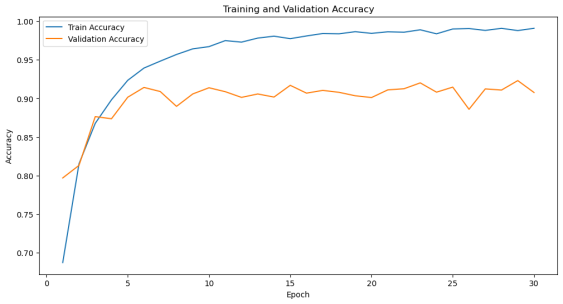 Training and Validation Accuracy
Train Accuracy
Validation Accuracy
Accuracy
1.00
0.95
0.90
0.85
0.80
0.75
0.70
0 5 10 15 20 25 30
Epoch